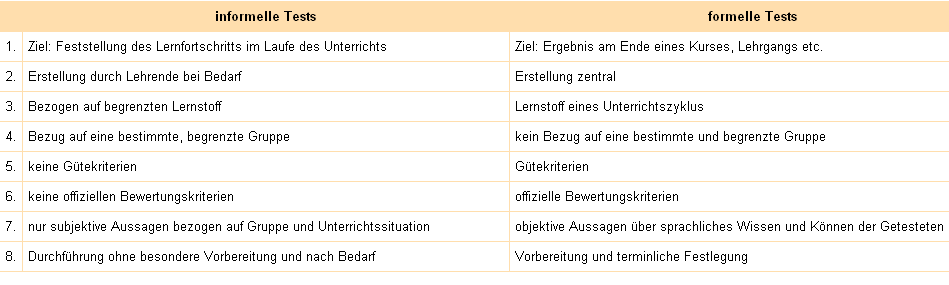 informelle Tests formelle Tests
1. Ziel: Feststellung des Lernfortschritts im Laufe des Unterrichts Ziel: Ergebnis am Ende eines Kurses, Lehrgangs etc.
2. Erstellung durch Lehrende bei Bedarf Erstellung zentral
3. Bezogen auf begrenzten Lernstoff Lernstoff eines Unterrichtszyklus
4. Bezug auf eine bestimmte, begrenzte Gruppe kein Bezug auf eine bestimmte und begrenzte Gruppe
5. keine Gütekriterien Gütekriterien
6. keine offiziellen Bewertungskriterien offizielle Bewertungskriterien
7. nur subjektive Aussagen bezogen auf Gruppe und Unterrichtssituation objektive Aussagen über sprachliches Wissen und Können der Getesteten
8. Durchführung ohne besondere Vorbereitung und nach Bedarf Vorbereitung und terminliche Festlegung